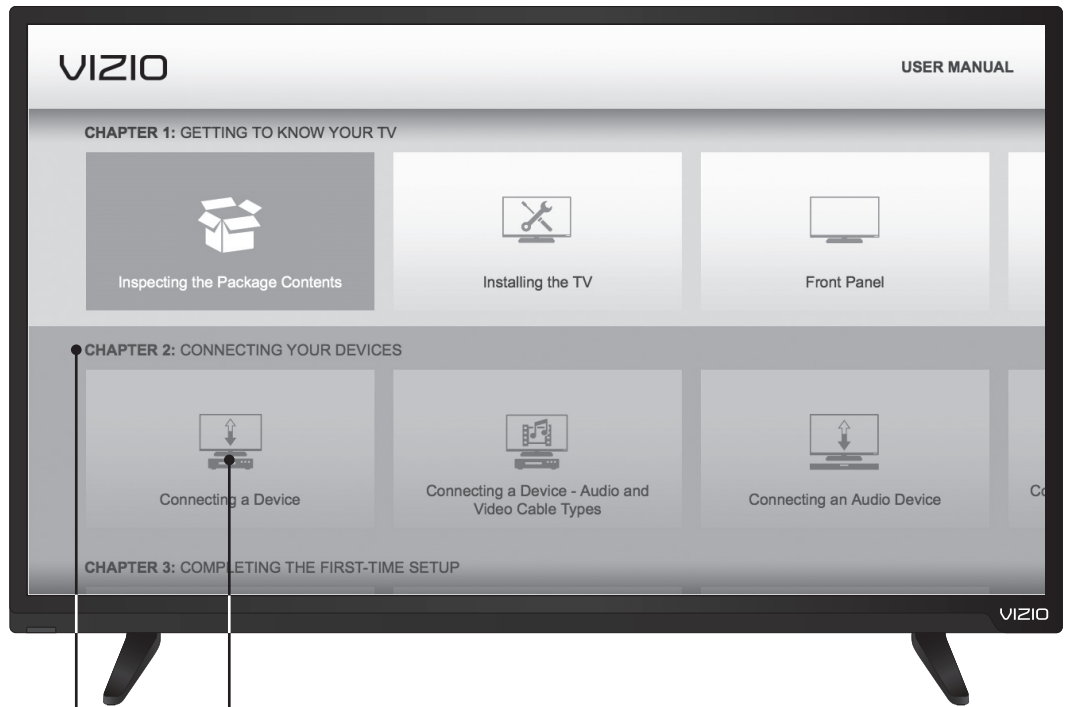 VIZIO
USER MANUAL
CHAPTER 1: GETTING TO KNOW YOUR TV
Inspecting the Package Contents
Installing the TV
Front Panel
CHAPTER 2: CONNECTING YOUR DEVICES
Connecting a Device
Connecting a Device - Audio and
Video Cable Types
Connecting an Audio Device
CHAPTER 3: COMPLETING THE FIRST-TIME SETUP
VIZIO